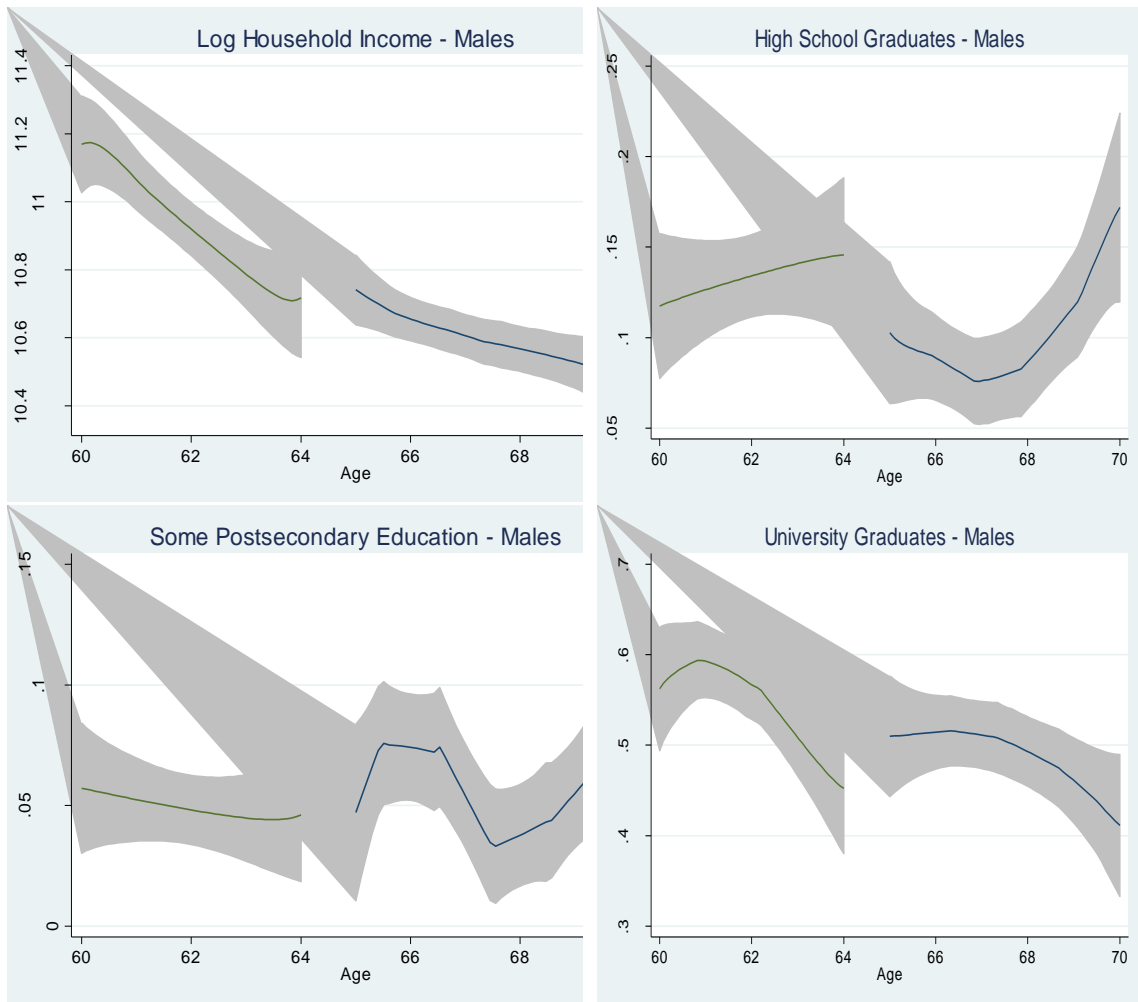 Log Household Income - Males
11.4
11.2
11
10.8
10.6
10.4
60 62 64 66 68
Age
High School Graduates - Males
.25
.2
.15
.1
.05
60 62 64 66 68 70
Age
Some Postsecondary Education - Males
.15
.1
.05
0
60 62 64 66 68
Age
University Graduates - Males
.7
.6
.5
.4
.3
60 62 64 66 68 70
Age